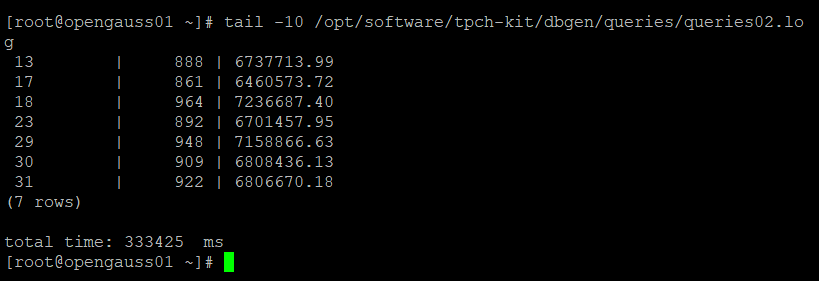 [root@opengauss01 ~]# tail -10 /opt/software/tpch-kit/dbgen/queries/queries02.lo
g
 13        |     888 | 6737713.99
 17        |     861 | 6460573.72
 18        |     964 | 7236687.40
 23        |     892 | 6701457.95
 29        |     948 | 7158866.63
 30        |     909 | 6808436.13
 31        |     922 | 6806670.18
(7 rows)

total time: 333425  ms
[root@opengauss01 ~]#